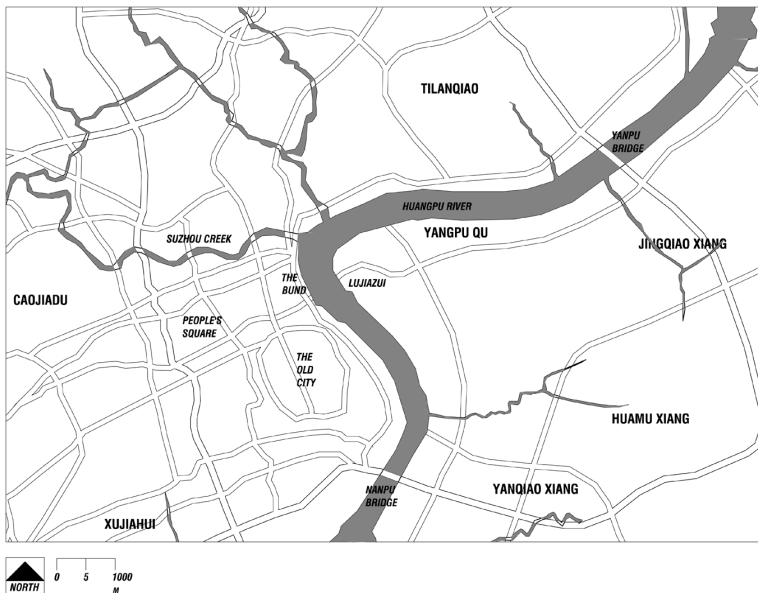 TILANQIAO
YANPU
BRIDGE
HUANGPU RIVER
YANGPU QU
SUZHOU CREEK
JINGQIAO XIANG
THE
BUND
LUJIAZUI
CAOJIADU
PEOPLE'S
SQUARE
THE
OLD
CITY
HUAMU XIANG
NANPU
BRIDGE
YANQIAO XIANG
XUJIAHUI
NORTH
0 5 1000
M